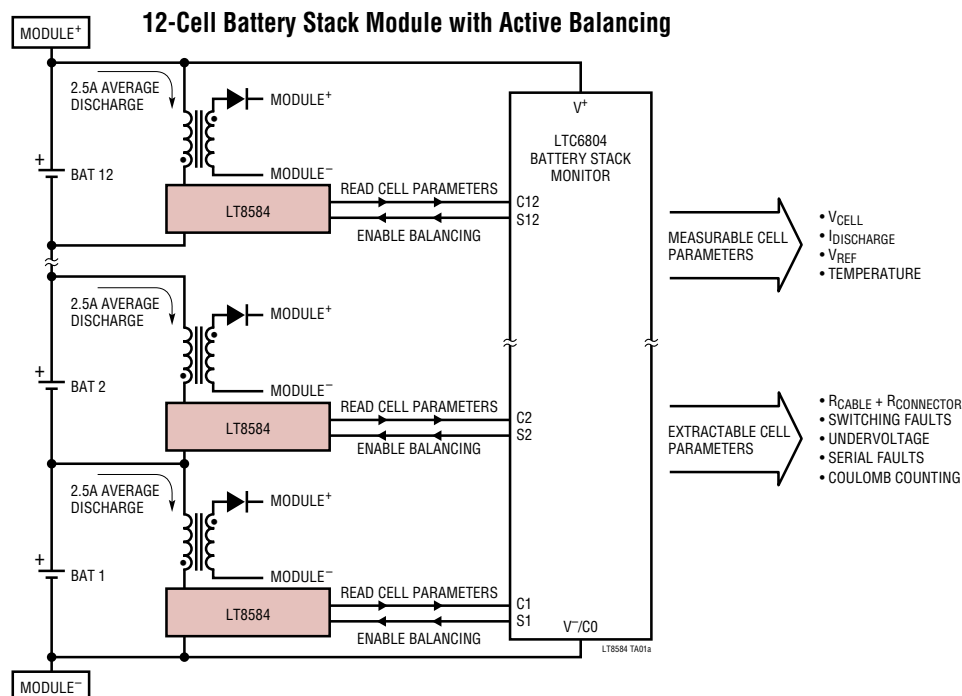 12-Cell Battery Stack Module with Active Balancing
MODULE+
2.5A AVERAGE
DISCHARGE
MODULE+
+
BAT 12
MODULE–
LT8584
READ CELL PARAMETERS
ENABLE BALANCING
C12
S12
V+
LTC6804
BATTERY STACK
MONITOR
MEASURABLE CELL
PARAMETERS
• VCELL
• IDISCHARGE
• VREF
• TEMPERATURE
2.5A AVERAGE
DISCHARGE
MODULE+
+
BAT 2
MODULE–
LT8584
READ CELL PARAMETERS
ENABLE BALANCING
C2
S2
EXTRACTABLE CELL
PARAMETERS
• RCABLE + RCONNECTOR
• SWITCHING FAULTS
• UNDERVOLTAGE
• SERIAL FAULTS
• COULOMB COUNTING
2.5A AVERAGE
DISCHARGE
MODULE+
+
BAT 1
MODULE–
LT8584
READ CELL PARAMETERS
ENABLE BALANCING
C1
S1
V–/C0
LT8584 TA01a
MODULE–